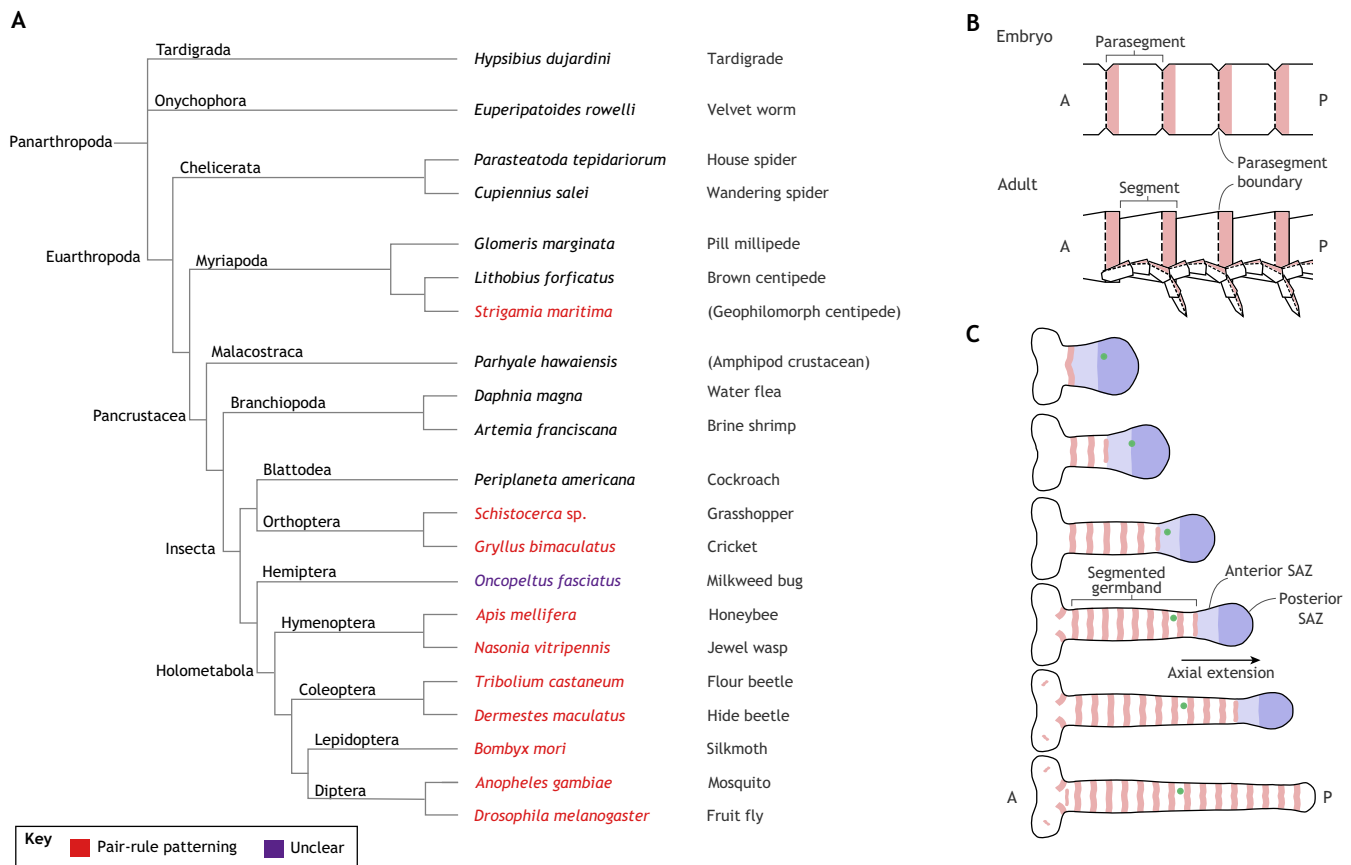 A
Tardigrada
Hypsibius dujardini
Tardigrade
Onychophora
Euperipatoides rowelli
Velvet worm
Panarthropoda
Chelicerata
Parasteatoda tepidariorum
House spider
Cupiennius salei
Wandering spider
Euarthropoda
Myriapoda
Glomeris marginata
Pill millipede
Lithobius forficatus
Brown centipede
Strigamia maritima
(Geophilomorph centipede)
Malacostraca
Parhyale hawaiensis
(Amphipod crustacean)
Pancrustacea
Branchiopoda
Daphnia magna
Water flea
Artemia franciscana
Brine shrimp
Blattodea
Periplaneta americana
Cockroach
Orthoptera
Schistocerca sp.
Grasshopper
Gryllus bimaculatus
Cricket
Insecta
Hemiptera
Oncopeltus fasciatus
Milkweed bug
Hymenoptera
Apis mellifera
Honeybee
Nasonia vitripennis
Jewel wasp
Holometabola
Coleoptera
Tribolium castaneum
Flour beetle
Dermestes maculatus
Hide beetle
Lepidoptera
Bombyx mori
Silkmoth
Diptera
Anopheles gambiae
Mosquito
Drosophila melanogaster
Fruit fly
Key
Pair-rule patterning
Unclear
B
Embryo
Parasegment
A
P
Parasegment
boundary
Adult
Segment
A
P
C
Segmented
germband
Anterior SAZ
Posterior
SAZ
Axial extension
A
P